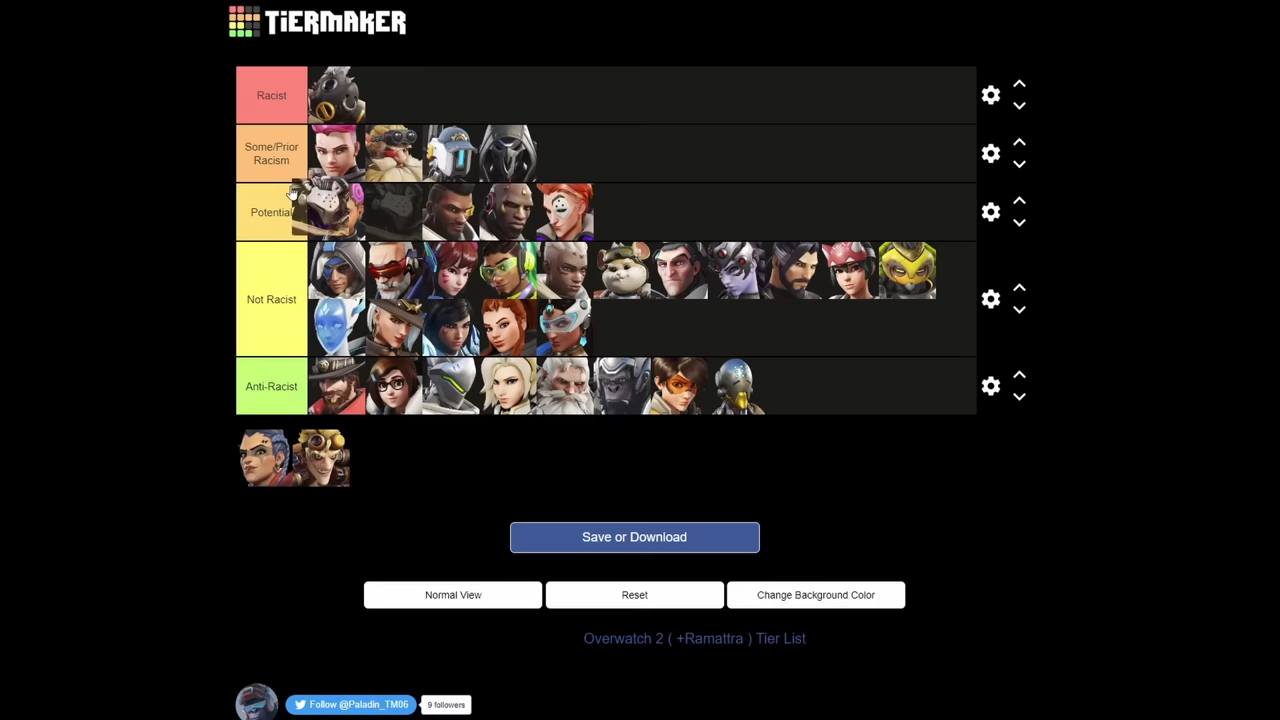 TiERMAKER
Racist
Some/Prior
Racism
Potential
Not Racist
Anti-Racist
Save or Download
Normal View
Reset
Change Background Color
Overwatch 2 ( +Ramattra ) Tier List
Follow @Paladin_TM06
9 followers